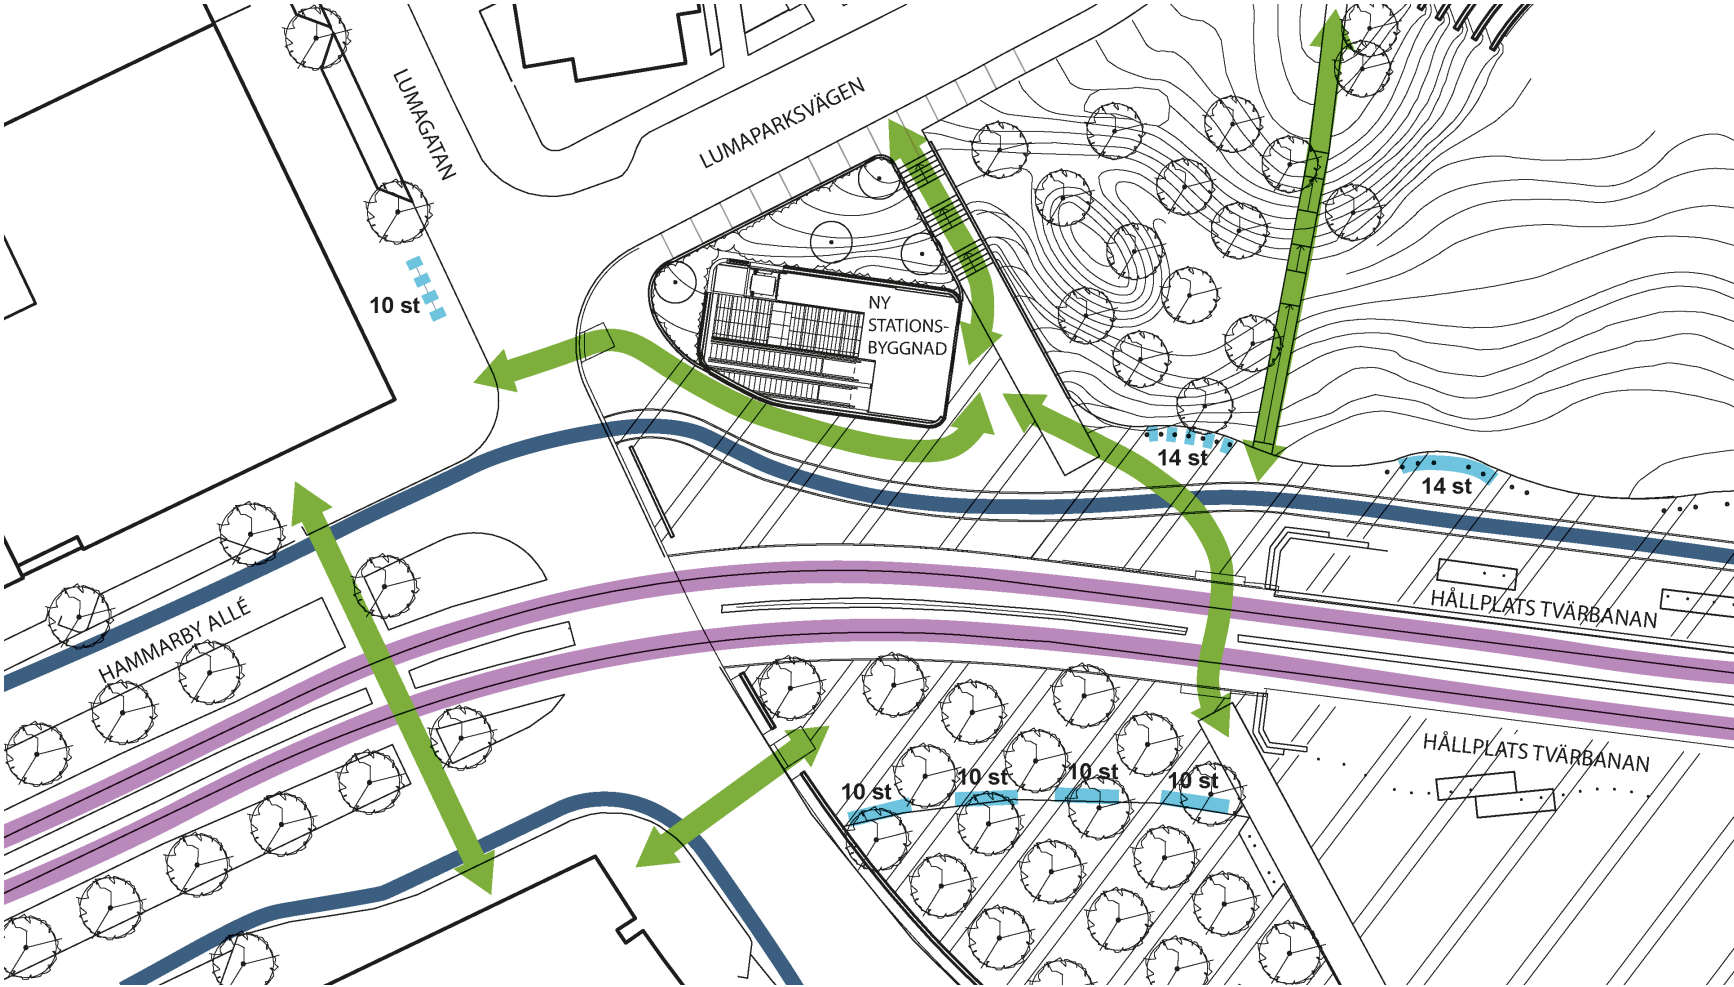 LUMAGATAN
LUMAPARKSVÄGEN
10 st
NY
STATIONS-
BYGGNAD
14 st
14 st
HAMMARBY ALLÉ
HÅLLPLATS TVÄRBANAN
HÅLLPLATS TVÄRBANAN
10 st
10 st
10 st
10 st